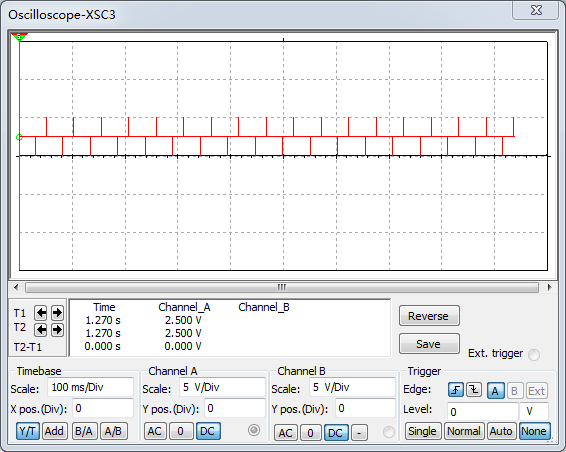 Oscilloscope-XSC3
T1
T2
T2-T1
Time Channel_A Channel_B
1.270 s 2.500 V
1.270 s 2.500 V
0.000 s 0.000 V
Reverse
Save
Ext. trigger
Timebase
Scale: 100 ms/Div
X pos.(Div): 0
Y/T Add B/A A/B
Channel A
Scale: 5 V/Div
Y pos.(Div): 0
AC 0 DC
Channel B
Scale: 5 V/Div
Y pos.(Div): 0
AC 0 DC -
Trigger
Edge: A B Ext
Level: 0 V
Single Normal Auto None